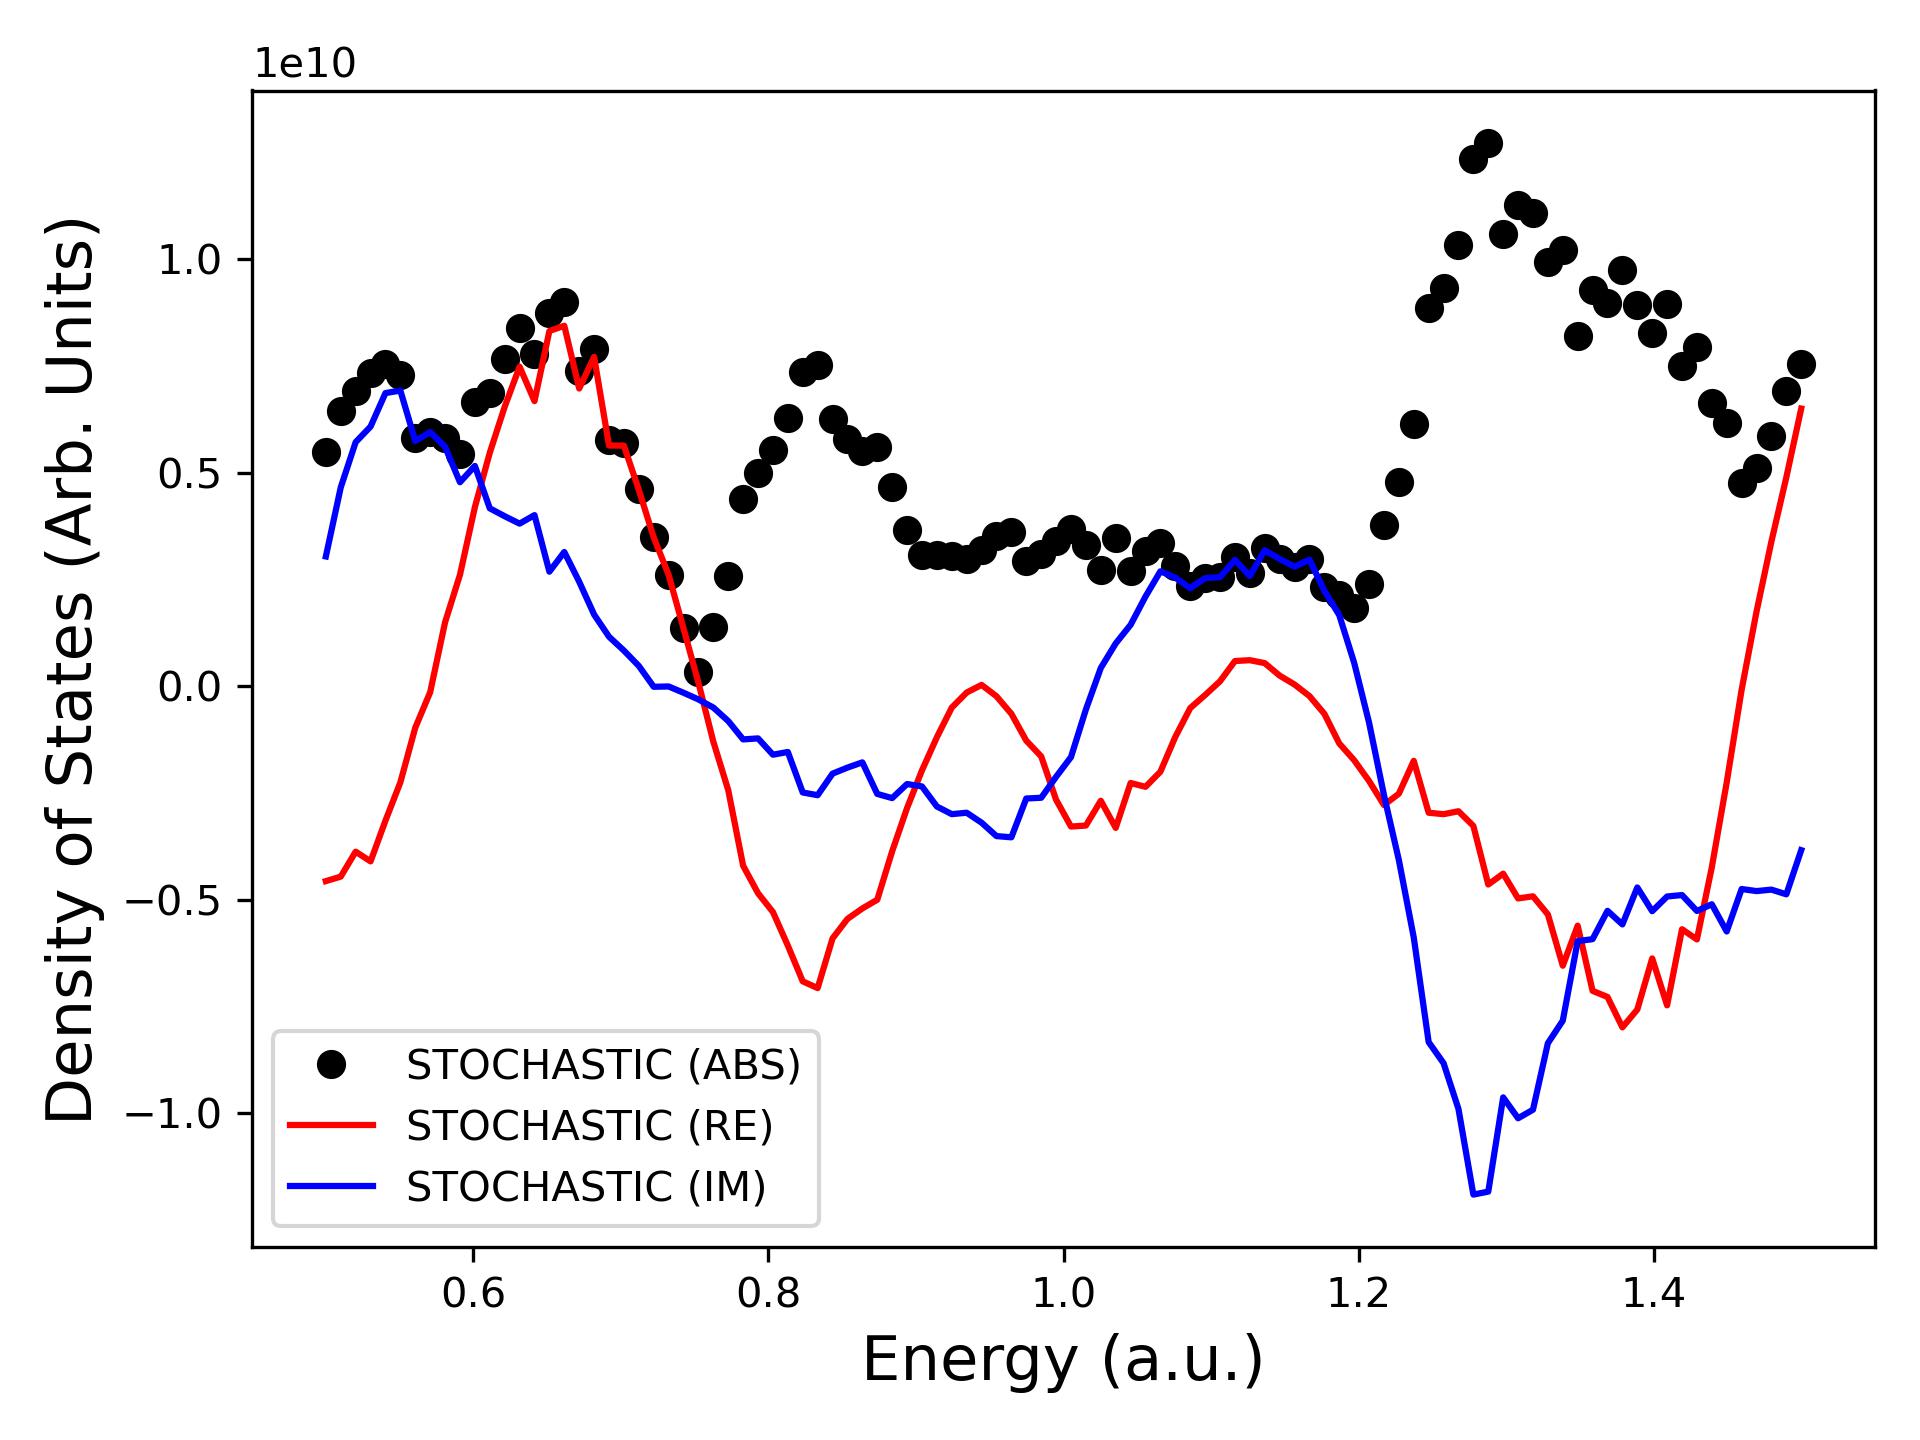 1e10
Density of States (Arb. Units)
1.0
0.5
0.0
−0.5
−1.0
STOCHASTIC (ABS)
STOCHASTIC (RE)
STOCHASTIC (IM)
0.6 0.8 1.0 1.2 1.4
Energy (a.u.)